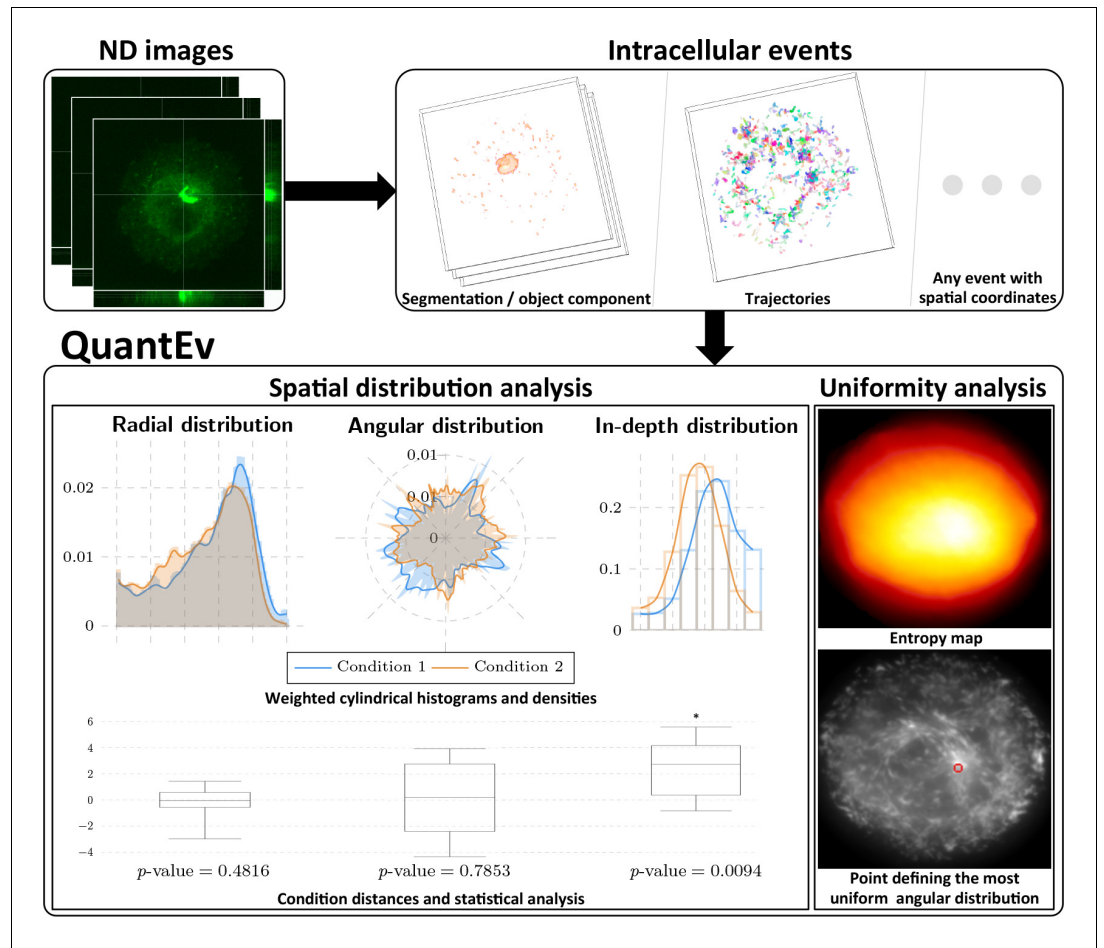 ND images
Intracellular events
Segmentation / object component
Trajectories
Any event with
spatial coordinates
QuantEv
Spatial distribution analysis
Uniformity analysis
Radial distribution
Angular distribution
In-depth distribution
0.02
0.01
0
0.01
0.01
0
0.2
0.1
0
Condition 1
Condition 2
Weighted cylindrical histograms and densities
Entropy map
6
4
2
0
−2
−4
*
p-value = 0.4816
p-value = 0.7853
p-value = 0.0094
Condition distances and statistical analysis
Point defining the most
uniform angular distribution